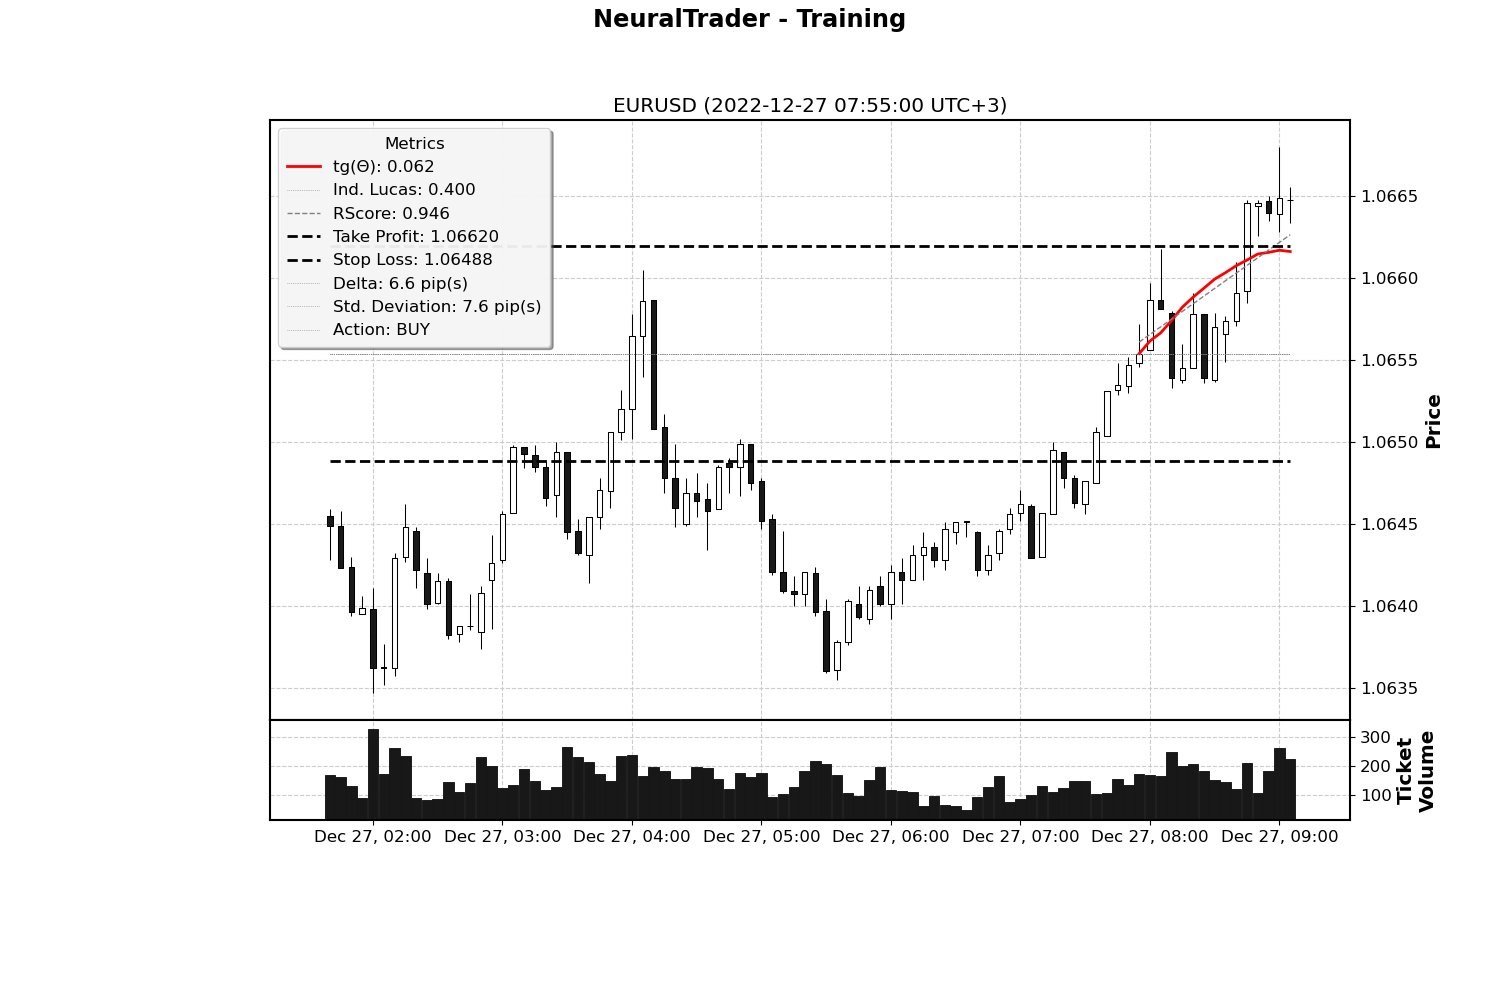 NeuralTrader - Training
EURUSD (2022-12-27 07:55:00 UTC+3)
Metrics
tg(Θ): 0.062
Ind. Lucas: 0.400
RScore: 0.946
Take Profit: 1.06620
Stop Loss: 1.06488
Delta: 6.6 pip(s)
Std. Deviation: 7.6 pip(s)
Action: BUY
1.0665
1.0660
1.0655
1.0650
1.0645
1.0640
1.0635
Price
300
200
100
Ticket
Volume
Dec 27, 02:00
Dec 27, 03:00
Dec 27, 04:00
Dec 27, 05:00
Dec 27, 06:00
Dec 27, 07:00
Dec 27, 08:00
Dec 27, 09:00